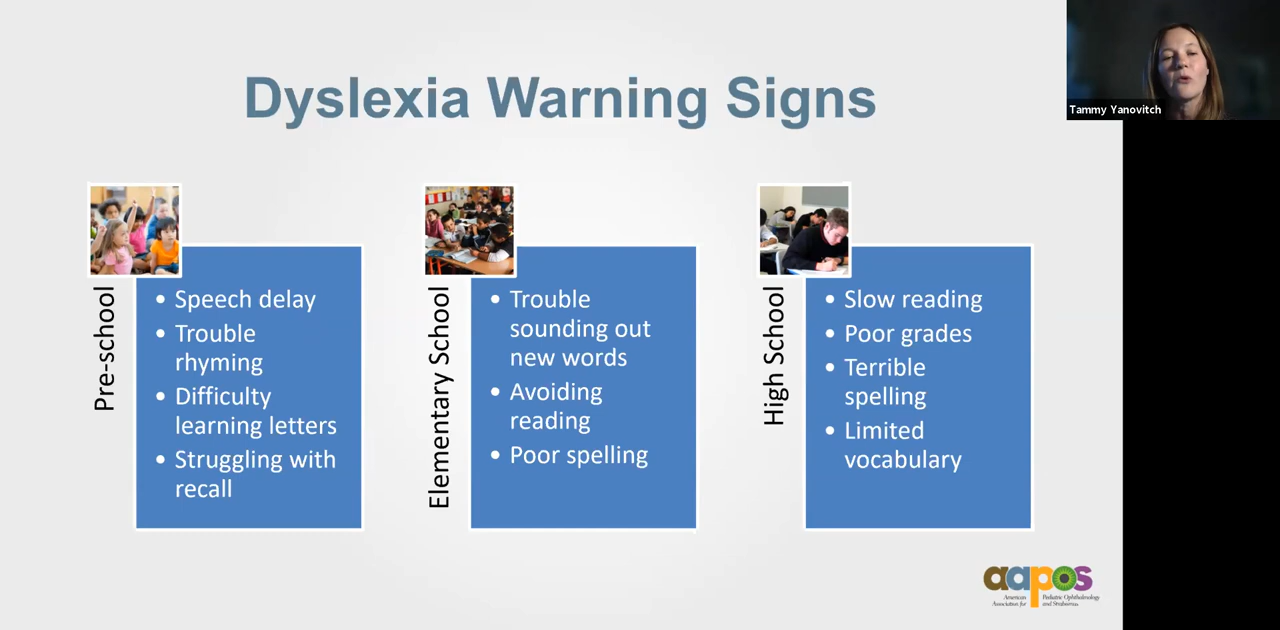 Dyslexia Warning Signs
Tammy Yanovitch
Pre-school
• Speech delay
• Trouble
rhyming
• Difficulty
learning letters
• Struggling with
recall
Elementary School
• Trouble
sounding out
new words
• Avoiding
reading
• Poor spelling
High School
• Slow reading
• Poor grades
• Terrible
spelling
• Limited
vocabulary
aapos
American
Association for
Pediatric Ophthalmology
and Strabismus